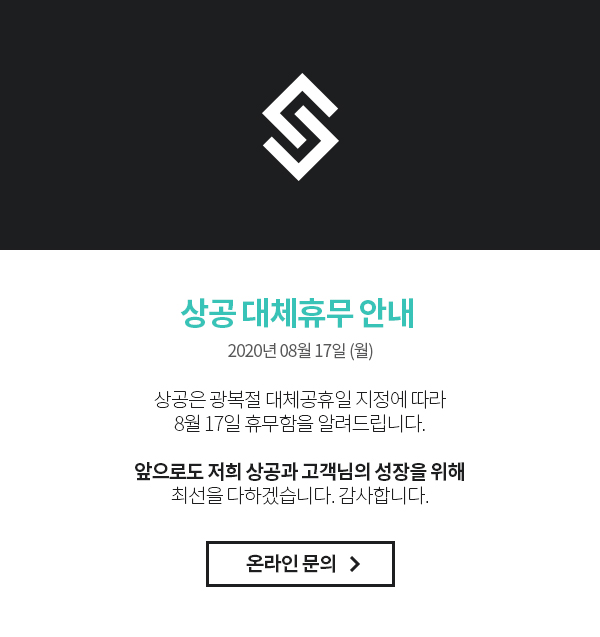 상공 대체휴무 안내
2020년 08월 17일 (월)
상공은 광복절 대체공휴일 지정에 따라
8월 17일 휴무함을 알려드립니다.
앞으로도 저희 상공과 고객님의 성장을 위해
최선을 다하겠습니다. 감사합니다.
온라인 문의